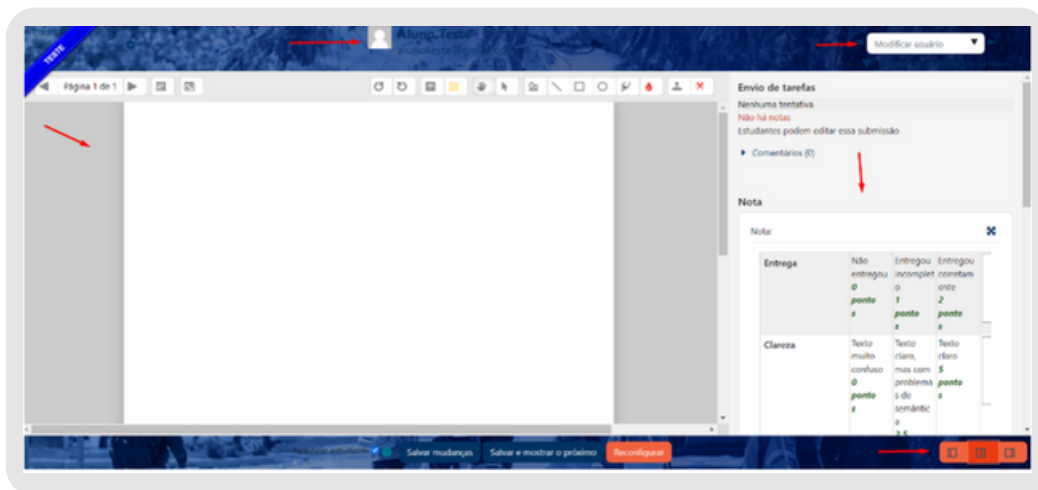 TESTE
Aluno Teste
Modificar usuário
Página 1 de 1
Envio de tarefas
Nenhuma tentativa
Não há notas
Estudantes podem editar essa submissão
Comentários (0)
Nota
Nota:
Entrega
Não entregou
0 pontos
Entregou incompleto
1 pontos
Entregou corretamente
2 pontos
Clareza
Texto muito confuso
0 pontos
Texto claro, mas com problemas de semântica
2.5
Texto claro
5 pontos
estudante
Salvar mudanças
Salvar e mostrar o próximo
Reconfigurar